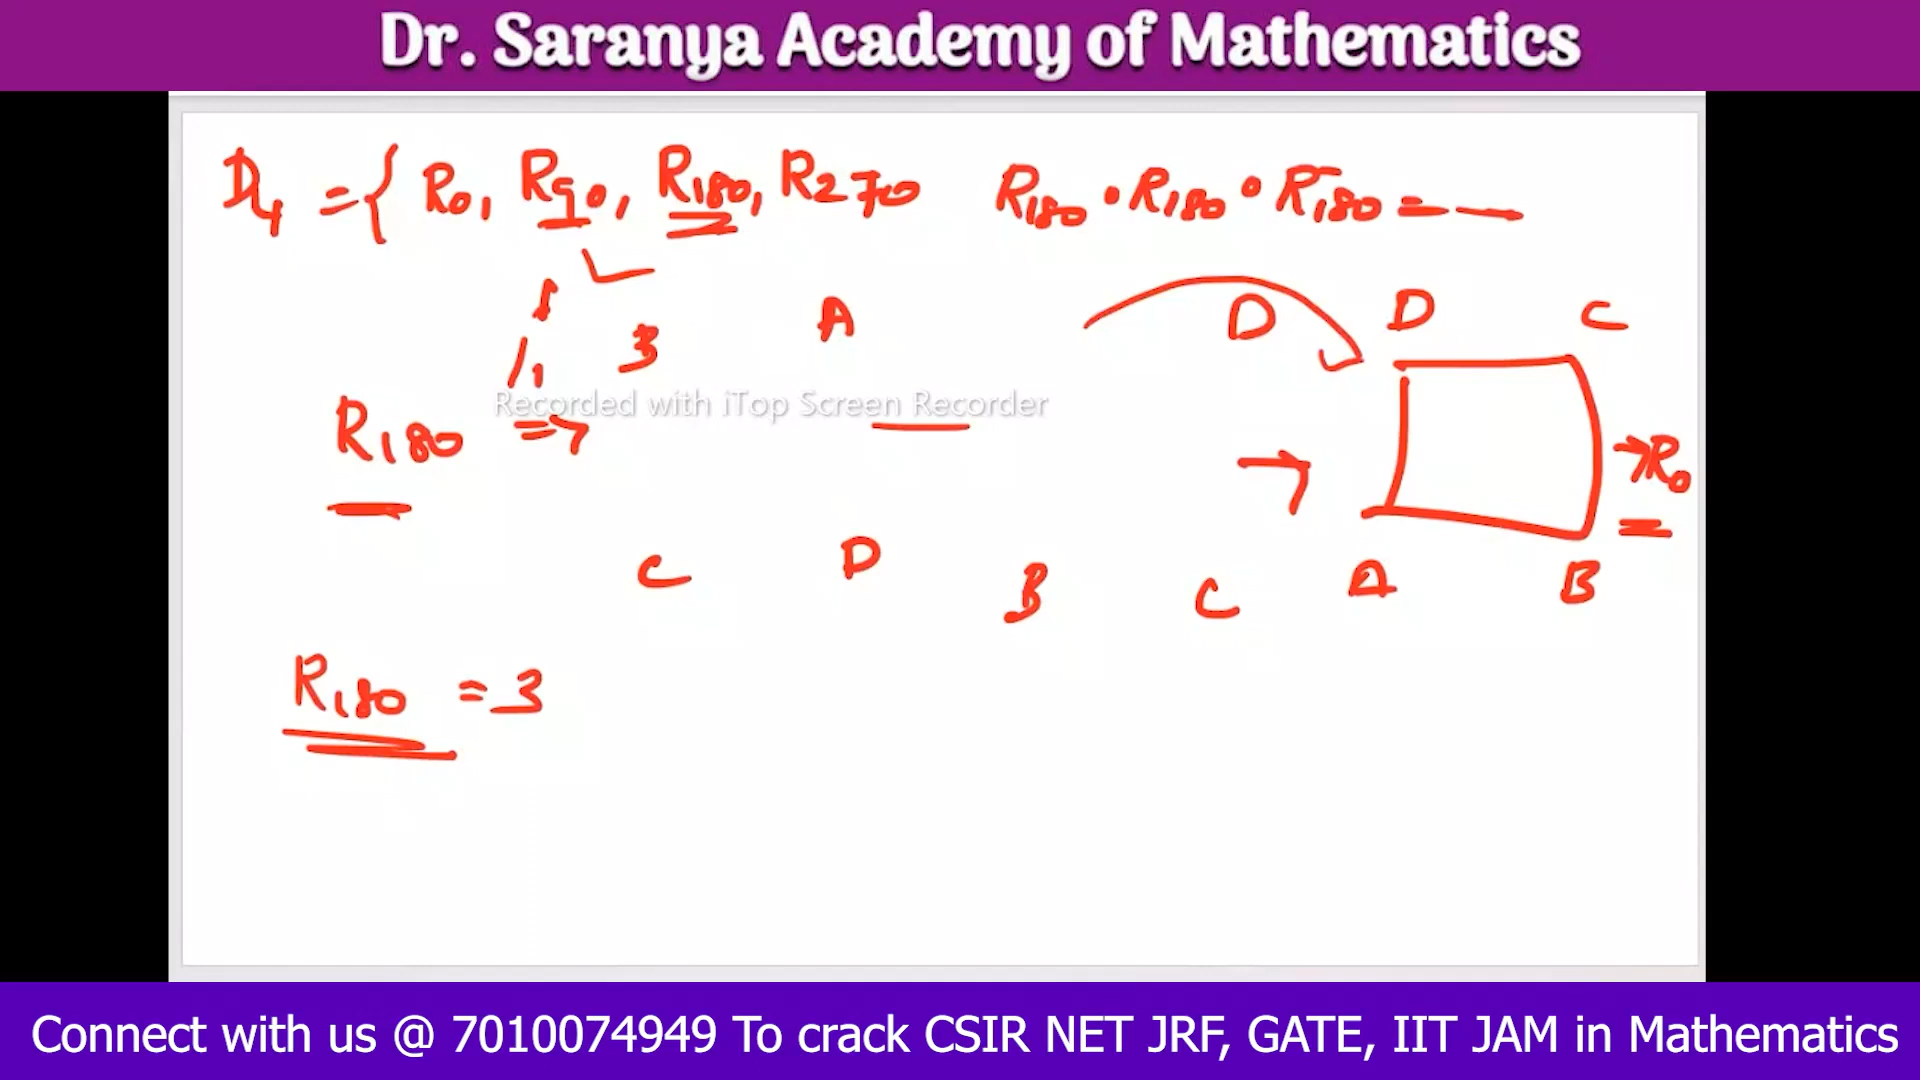 Dr. Saranya Academy of Mathematics
D4 = { R0, R90, R180, R270 R180 • R180 • R180 = —
B A D D C
Recorded with iTop Screen Recorder
R180 => → R0
C D B C A B
R180 = 3
Connect with us @ 7010074949 To crack CSIR NET JRF, GATE, IIT JAM in Mathematics